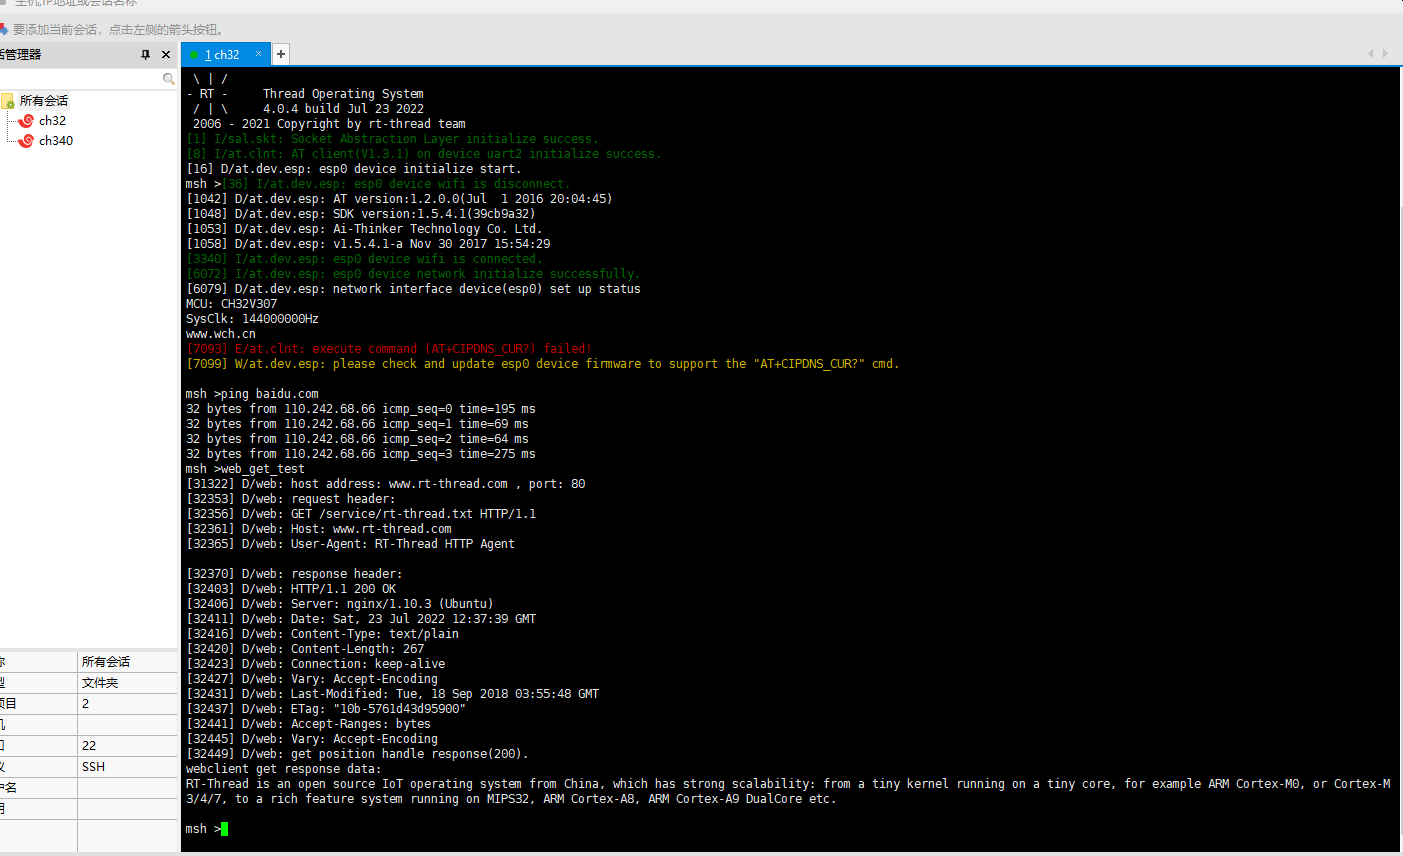 要添加当前会话，点击左侧的箭头按钮。
管理器
1 ch32 × +
所有会话
ch32
ch340
所有会话
文件夹
项目 2
22
SSH
户名
\ | /
- RT -     Thread Operating System
/ | \     4.0.4 build Jul 23 2022
2006 - 2021 Copyright by rt-thread team
[1] I/sal.skt: Socket Abstraction Layer initialize success.
[8] I/at.clnt: AT client(V1.3.1) on device uart2 initialize success.
[16] D/at.dev.esp: esp0 device initialize start.
msh >[36] I/at.dev.esp: esp0 device wifi is disconnect.
[1042] D/at.dev.esp: AT version:1.2.0.0(Jul  1 2016 20:04:45)
[1048] D/at.dev.esp: SDK version:1.5.4.1(39cb9a32)
[1053] D/at.dev.esp: Ai-Thinker Technology Co. Ltd.
[1058] D/at.dev.esp: v1.5.4.1-a Nov 30 2017 15:54:29
[3340] I/at.dev.esp: esp0 device wifi is connected.
[6072] I/at.dev.esp: esp0 device network initialize successfully.
[6079] D/at.dev.esp: network interface device(esp0) set up status
MCU: CH32V307
SysClk: 144000000Hz
www.wch.cn
[7093] E/at.clnt: execute command (AT+CIPDNS_CUR?) failed!
[7099] W/at.dev.esp: please check and update esp0 device firmware to support the "AT+CIPDNS_CUR?" cmd.
msh >ping baidu.com
32 bytes from 110.242.68.66 icmp_seq=0 time=195 ms
32 bytes from 110.242.68.66 icmp_seq=1 time=69 ms
32 bytes from 110.242.68.66 icmp_seq=2 time=64 ms
32 bytes from 110.242.68.66 icmp_seq=3 time=275 ms
msh >web_get_test
[31322] D/web: host address: www.rt-thread.com , port: 80
[32353] D/web: request header:
[32356] D/web: GET /service/rt-thread.txt HTTP/1.1
[32361] D/web: Host: www.rt-thread.com
[32365] D/web: User-Agent: RT-Thread HTTP Agent
[32370] D/web: response header:
[32403] D/web: HTTP/1.1 200 OK
[32406] D/web: Server: nginx/1.10.3 (Ubuntu)
[32411] D/web: Date: Sat, 23 Jul 2022 12:37:39 GMT
[32416] D/web: Content-Type: text/plain
[32420] D/web: Content-Length: 267
[32423] D/web: Connection: keep-alive
[32427] D/web: Vary: Accept-Encoding
[32431] D/web: Last-Modified: Tue, 18 Sep 2018 03:55:48 GMT
[32437] D/web: ETag: "10b-5761d43d95900"
[32441] D/web: Accept-Ranges: bytes
[32445] D/web: Vary: Accept-Encoding
[32449] D/web: get position handle response(200).
webclient get response data:
RT-Thread is an open source IoT operating system from China, which has strong scalability: from a tiny kernel running on a tiny core, for example ARM Cortex-M0, or Cortex-M
3/4/7, to a rich feature system running on MIPS32, ARM Cortex-A8, ARM Cortex-A9 DualCore etc.
msh >